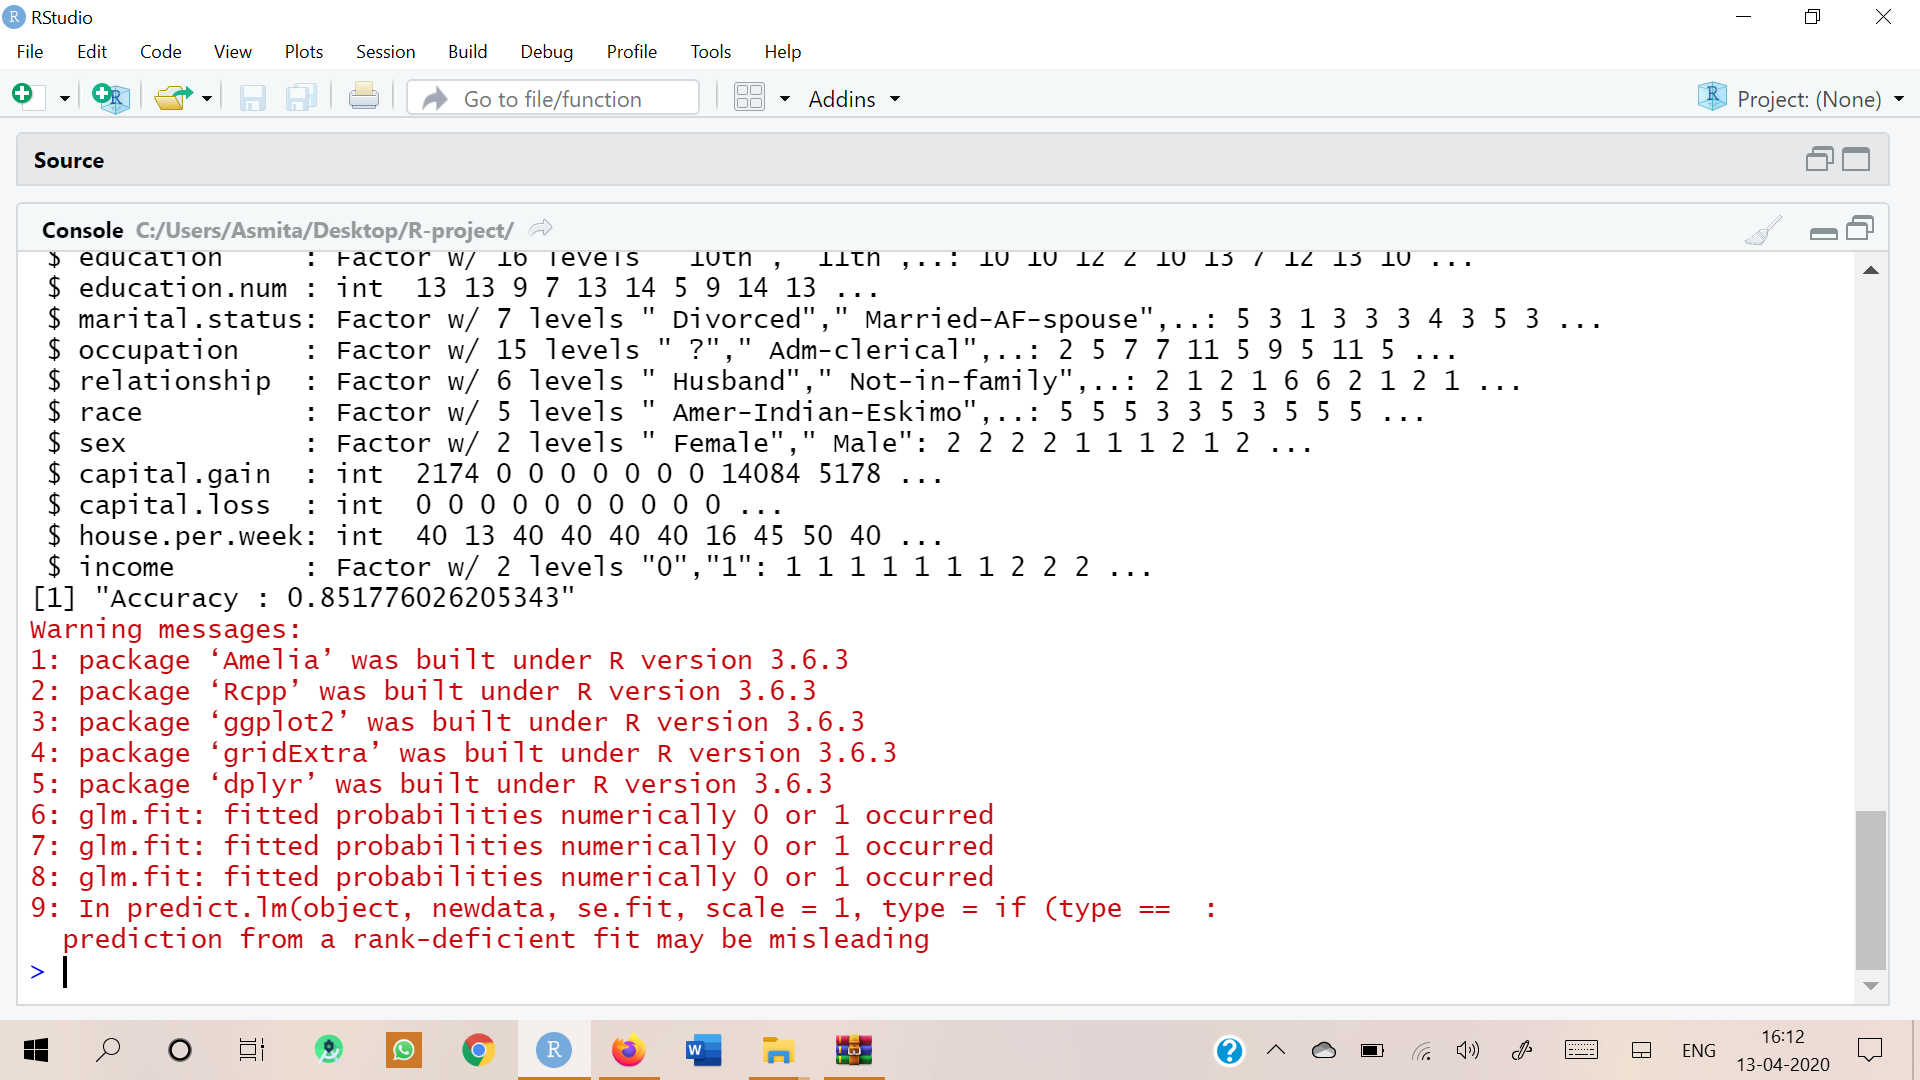 RStudio
File Edit Code View Plots Session Build Debug Profile Tools Help
Go to file/function Addins Project: (None)
Source
Console C:/Users/Asmita/Desktop/R-project/
$ education : Factor w/ 16 levels " 10th"," 11th",..: 10 10 12 2 10 13 7 12 13 10 ...
$ education.num : int 13 13 9 7 13 14 5 9 14 13 ...
$ marital.status: Factor w/ 7 levels " Divorced"," Married-AF-spouse",..: 5 3 1 3 3 3 4 3 5 3 ...
$ occupation : Factor w/ 15 levels " ?"," Adm-clerical",..: 2 5 7 7 11 5 9 5 11 5 ...
$ relationship : Factor w/ 6 levels " Husband"," Not-in-family",..: 2 1 2 1 6 6 2 1 2 1 ...
$ race : Factor w/ 5 levels " Amer-Indian-Eskimo",..: 5 5 5 3 3 5 3 5 5 5 ...
$ sex : Factor w/ 2 levels " Female"," Male": 2 2 2 2 1 1 1 2 1 2 ...
$ capital.gain : int 2174 0 0 0 0 0 0 0 14084 5178 ...
$ capital.loss : int 0 0 0 0 0 0 0 0 0 0 ...
$ house.per.week: int 40 13 40 40 40 40 16 45 50 40 ...
$ income : Factor w/ 2 levels "0","1": 1 1 1 1 1 1 1 2 2 2 ...
[1] "Accuracy : 0.851776026205343"
Warning messages:
1: package ‘Amelia’ was built under R version 3.6.3
2: package ‘Rcpp’ was built under R version 3.6.3
3: package ‘ggplot2’ was built under R version 3.6.3
4: package ‘gridExtra’ was built under R version 3.6.3
5: package ‘dplyr’ was built under R version 3.6.3
6: glm.fit: fitted probabilities numerically 0 or 1 occurred
7: glm.fit: fitted probabilities numerically 0 or 1 occurred
8: glm.fit: fitted probabilities numerically 0 or 1 occurred
9: In predict.lm(object, newdata, se.fit, scale = 1, type = if (type == :
prediction from a rank-deficient fit may be misleading
>
ENG 16:12
13-04-2020